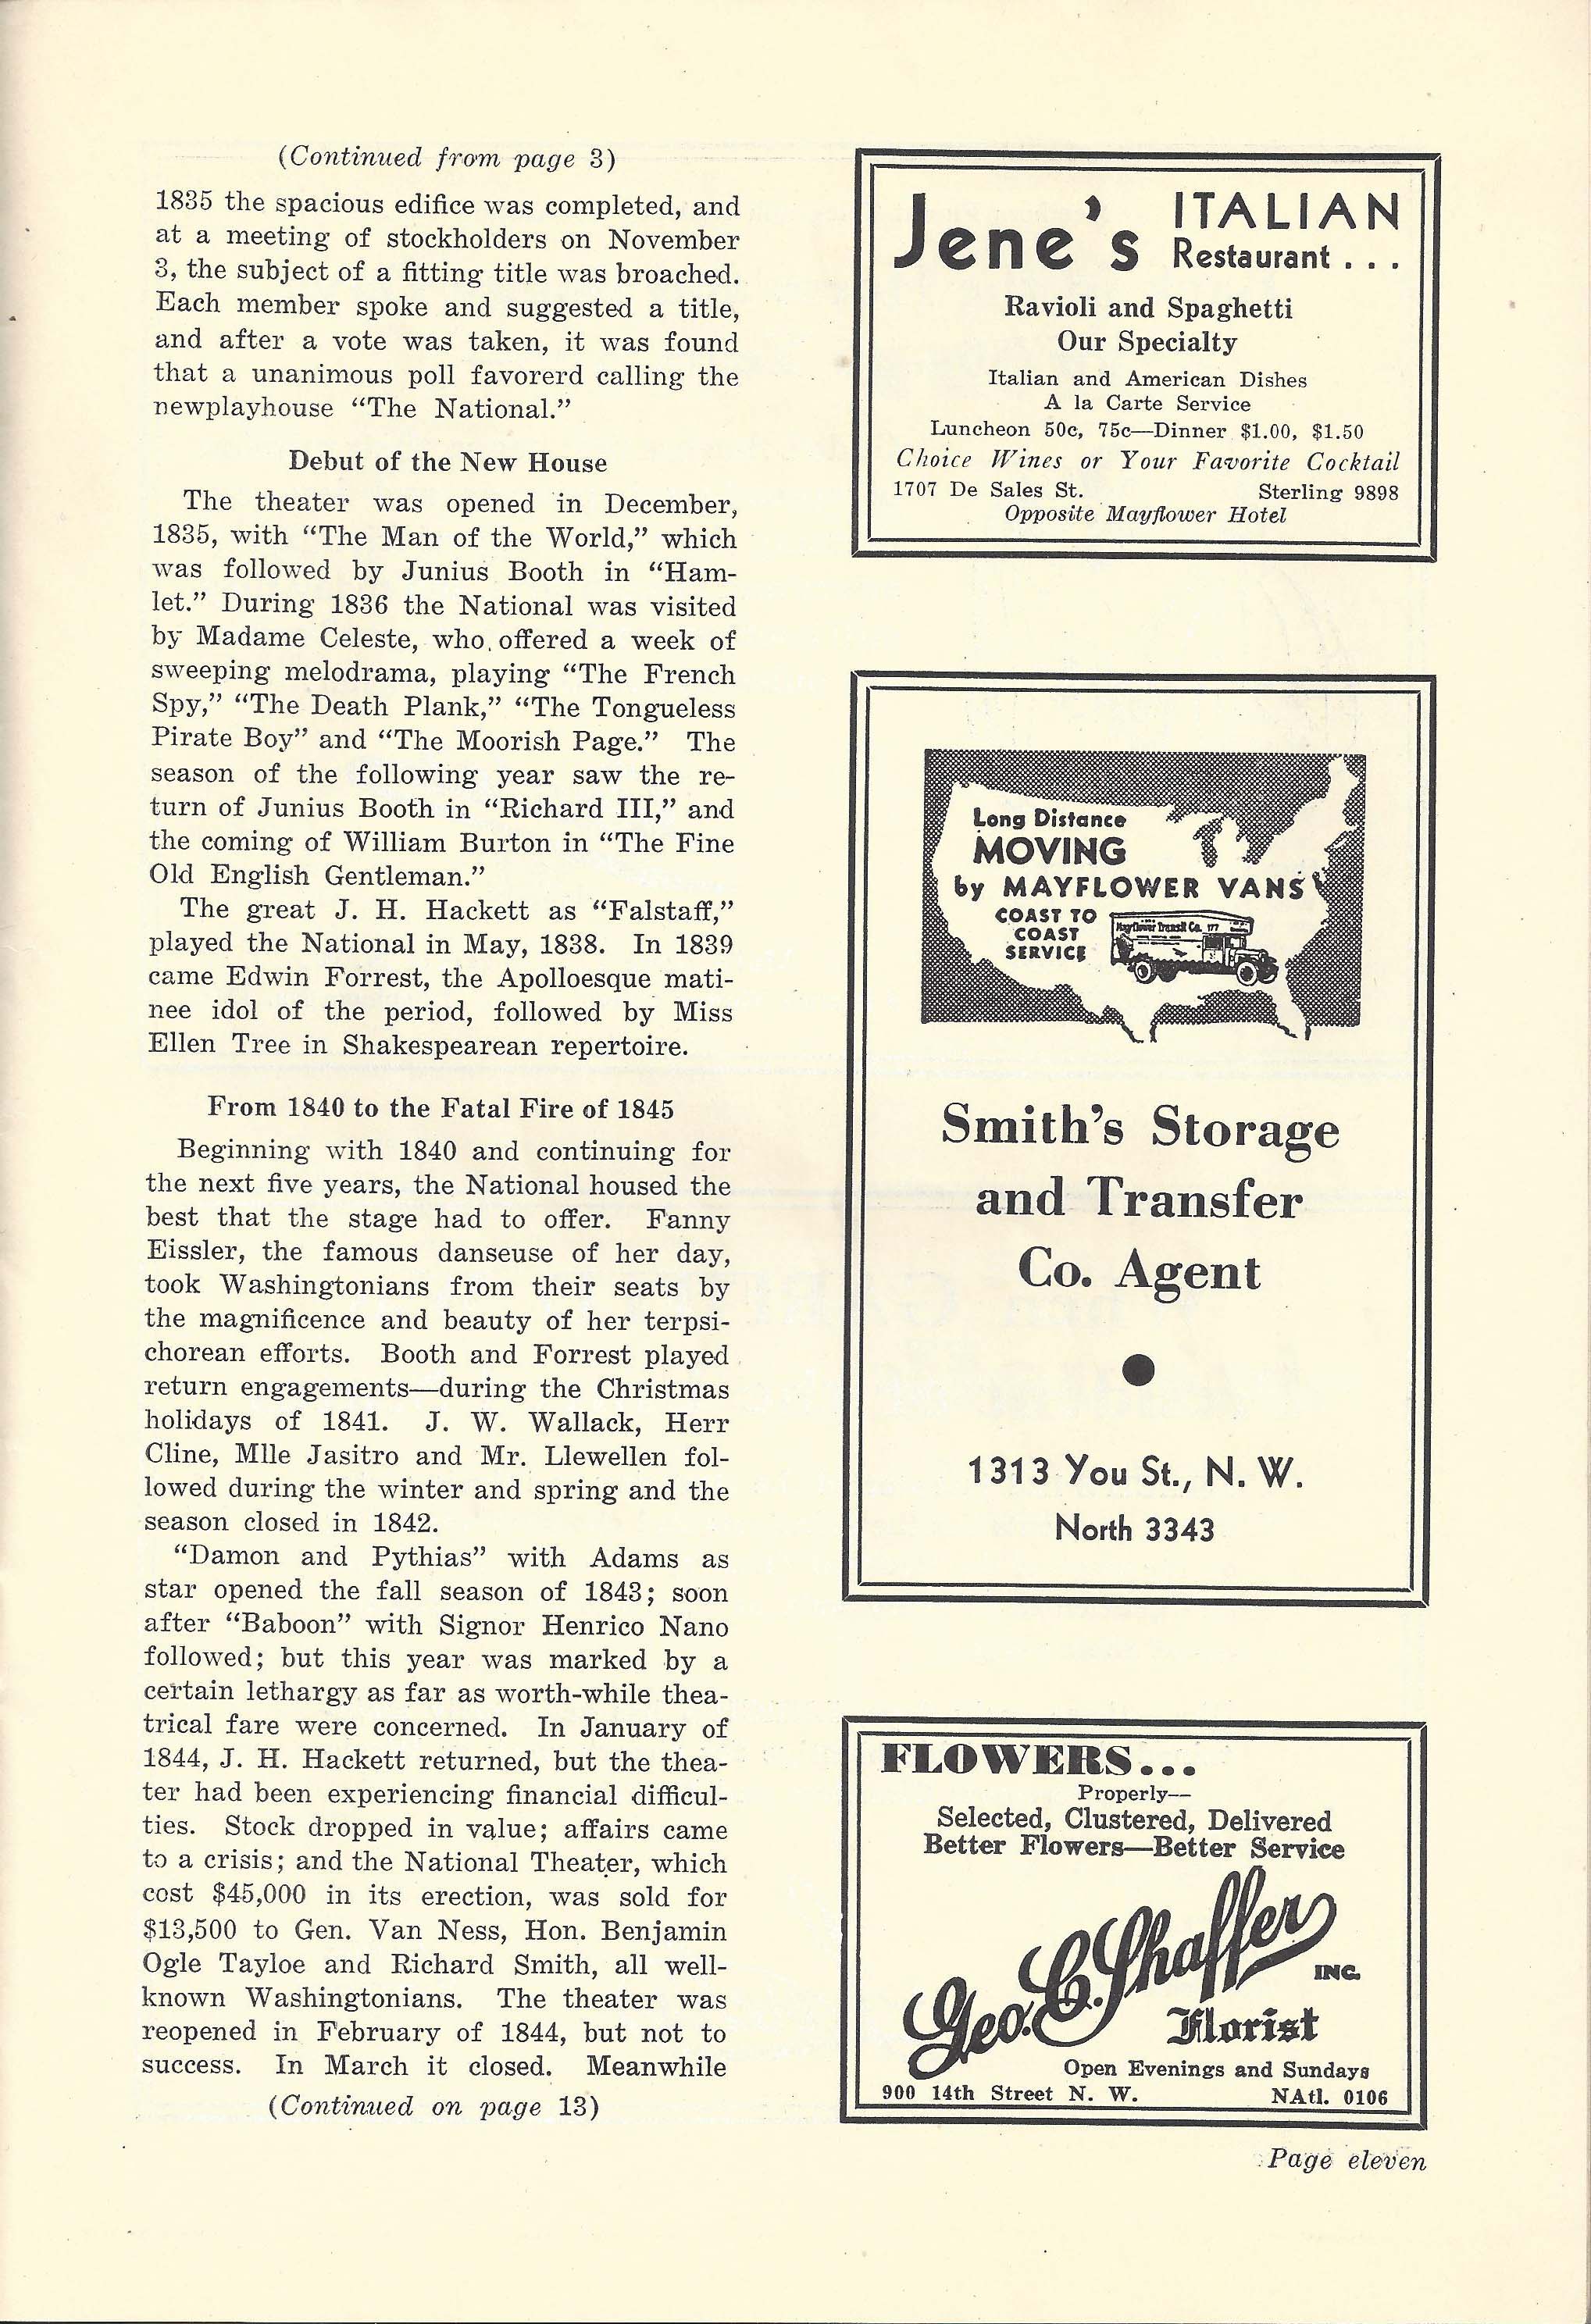 (Continued from page 3)
1835 the spacious edifice was completed, and
at a meeting of stockholders on November
3, the subject of a fitting title was broached.
Each member spoke and suggested a title,
and after a vote was taken, it was found
that a unanimous poll favorerd calling the
newplayhouse “The National.”
Debut of the New House
The theater was opened in December,
1835, with “The Man of the World,” which
was followed by Junius Booth in “Ham-
let.” During 1836 the National was visited
by Madame Celeste, who offered a week of
sweeping melodrama, playing “The French
Spy,” “The Death Plank,” “The Tongueless
Pirate Boy” and “The Moorish Page.” The
season of the following year saw the re-
turn of Junius Booth in “Richard III,” and
the coming of William Burton in “The Fine
Old English Gentleman.”
The great J. H. Hackett as “Falstaff,”
played the National in May, 1838. In 1839
came Edwin Forrest, the Apolloesque mati-
nee idol of the period, followed by Miss
Ellen Tree in Shakespearean repertoire.
From 1840 to the Fatal Fire of 1845
Beginning with 1840 and continuing for
the next five years, the National housed the
best that the stage had to offer. Fanny
Eissler, the famous danseuse of her day,
took Washingtonians from their seats by
the magnificence and beauty of her terpsi-
chorean efforts. Booth and Forrest played
return engagements—during the Christmas
holidays of 1841. J. W. Wallack, Herr
Cline, Mlle Jasitro and Mr. Llewellen fol-
lowed during the winter and spring and the
season closed in 1842.
“Damon and Pythias” with Adams as
star opened the fall season of 1843; soon
after “Baboon” with Signor Henrico Nano
followed; but this year was marked by a
certain lethargy as far as worth-while thea-
trical fare were concerned. In January of
1844, J. H. Hackett returned, but the thea-
ter had been experiencing financial difficul-
ties. Stock dropped in value; affairs came
to a crisis; and the National Theater, which
cost $45,000 in its erection, was sold for
$13,500 to Gen. Van Ness, Hon. Benjamin
Ogle Tayloe and Richard Smith, all well-
known Washingtonians. The theater was
reopened in February of 1844, but not to
success. In March it closed. Meanwhile
(Continued on page 13)
Jene's ITALIAN
Restaurant . . .
Ravioli and Spaghetti
Our Specialty
Italian and American Dishes
A la Carte Service
Luncheon 50c, 75c—Dinner $1.00, $1.50
Choice Wines or Your Favorite Cocktail
1707 De Sales St. Sterling 9898
Opposite Mayflower Hotel
Long Distance
MOVING
by MAYFLOWER VANS
COAST TO
COAST
SERVICE
Mayflower Transit Co. 177
Smith's Storage
and Transfer
Co. Agent
1313 You St., N. W.
North 3343
FLOWERS...
Properly—
Selected, Clustered, Delivered
Better Flowers—Better Service
Geo. C. Shaffer
INC.
Florist
Open Evenings and Sundays
900 14th Street N. W. NAtl. 0106
Page eleven